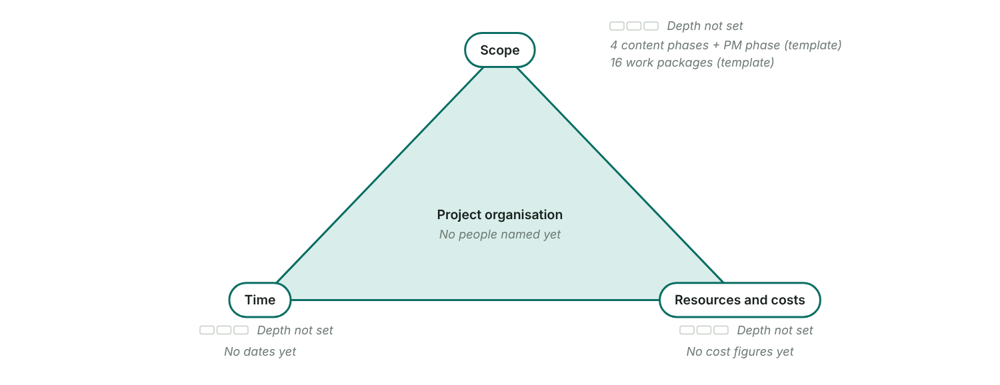 Depth not set
Scope
4 content phases + PM phase (template)
16 work packages (template)
Project organisation
No people named yet
Time
Resources and costs
Depth not set
Depth not set
No dates yet
No cost figures yet